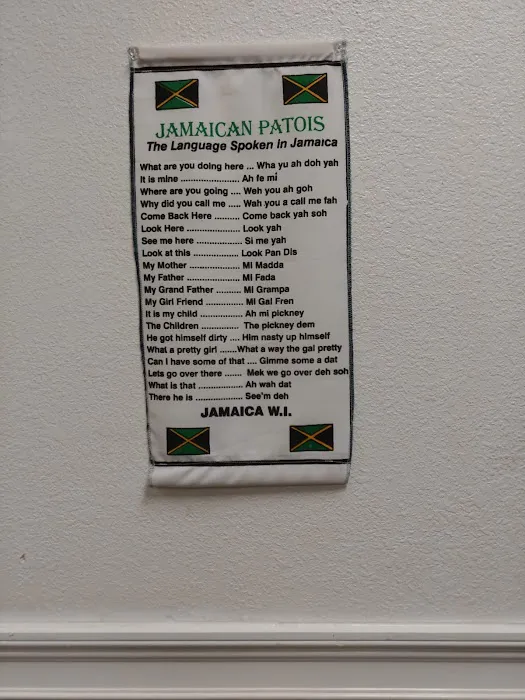 JAMAICAN PATOIS
The Language Spoken in Jamaica
What are you doing here ... Wha yu ah doh yah
It is mine ...................... Ah fe mi
Where are you going .... Weh you ah goh
Why did you call me ..... Wah you a call me fah
Come Back Here ......... Come back yah soh
Look Here ................... Look yah
See me here ................. Si me yah
Look at this ................. Look Pan Dis
My Mother ................... Mi Madda
My Father .................... Mi Fada
My Grand Father .......... Mi Grampa
My Girl Friend ............. Mi Gal Fren
It is my child ................ Ah mi pickney
The Children ............... The pickney dem
He got himself dirty .... Him nasty up himself
What a pretty girl ......What a way the gal pretty
Can I have some of that .... Gimme some a dat
Lets go over there ....... Mek we go over deh soh
What is that ................. Ah wah dat
There he is .................. See'm deh
JAMAICA W.I.